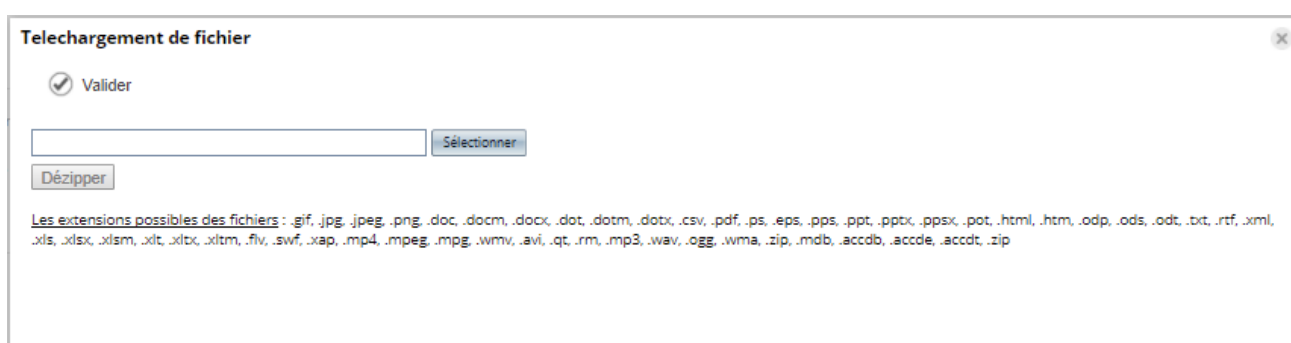 Telechargement de fichier
Valider
Sélectionner
Dézipper
Les extensions possibles des fichiers : .gif, .jpg, .jpeg, .png, .doc, .docm, .docx, .dot, .dotm, .dotx, .csv, .pdf, .ps, .eps, .pps, .ppt, .pptx, .ppsx, .pot, .html, .htm, .odp, .ods, .odt, .txt, .rtf, .xml,
.xls, .xlsx, .xlsm, .xlt, .xltx, .xltm, .flv, .swf, .xap, .mp4, .mpeg, .mpg, .wmv, .avi, .qt, .rm, .mp3, .wav, .ogg, .wma, .zip, .mdb, .accdb, .accde, .accdt, .zip